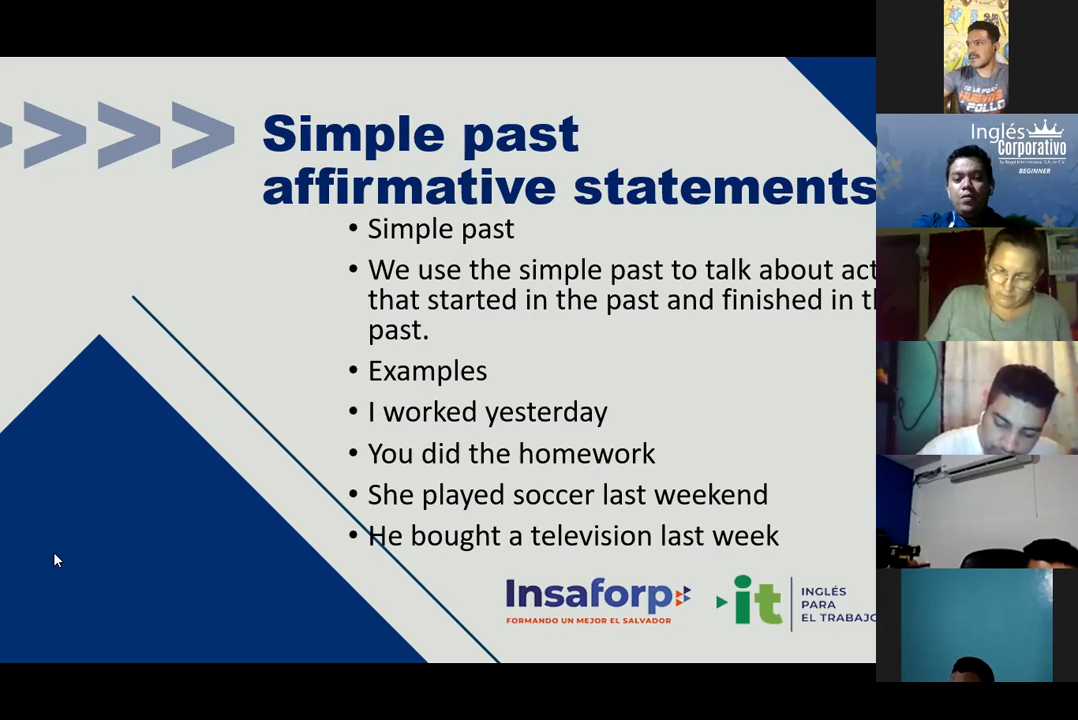 Simple past
affirmative statements
• Simple past
• We use the simple past to talk about
that started in the past and finished in
past.
• Examples
• I worked yesterday
• You did the homework
• She played soccer last weekend
• He bought a television last week
Insaforp
FORMANDO UN MEJOR EL SALVADOR
it
INGLÉS
PARA
EL TRABAJO
POLLO
Inglés
Corporativo
BEGINNER